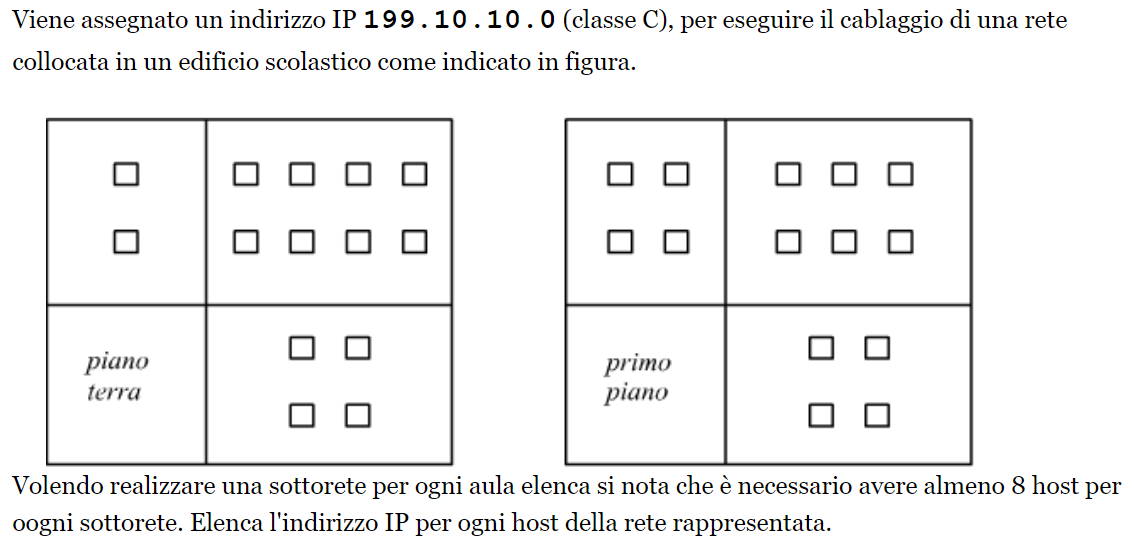 Viene assegnato un indirizzo IP 199.10.10.0 (classe C), per eseguire il cablaggio di una rete
collocata in un edificio scolastico come indicato in figura.
piano
terra
primo
piano
Volendo realizzare una sottorete per ogni aula elenca si nota che è necessario avere almeno 8 host per
oogni sottorete. Elenca l'indirizzo IP per ogni host della rete rappresentata.